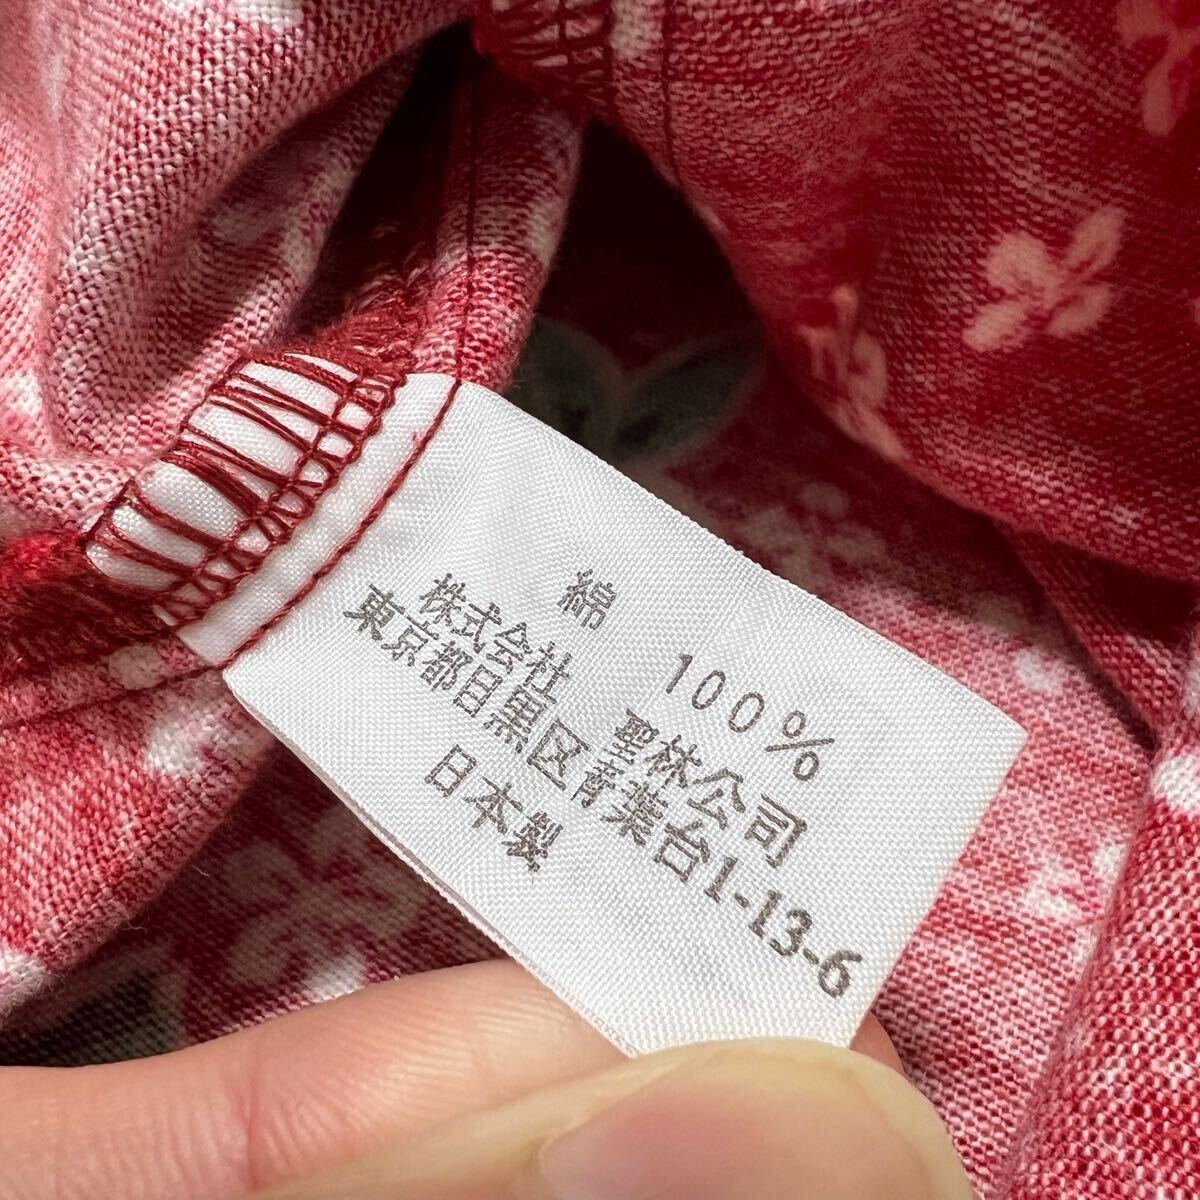 綿 100%
株式会社 聖林公司
東京都目黒区青葉台1-13-6
日本製